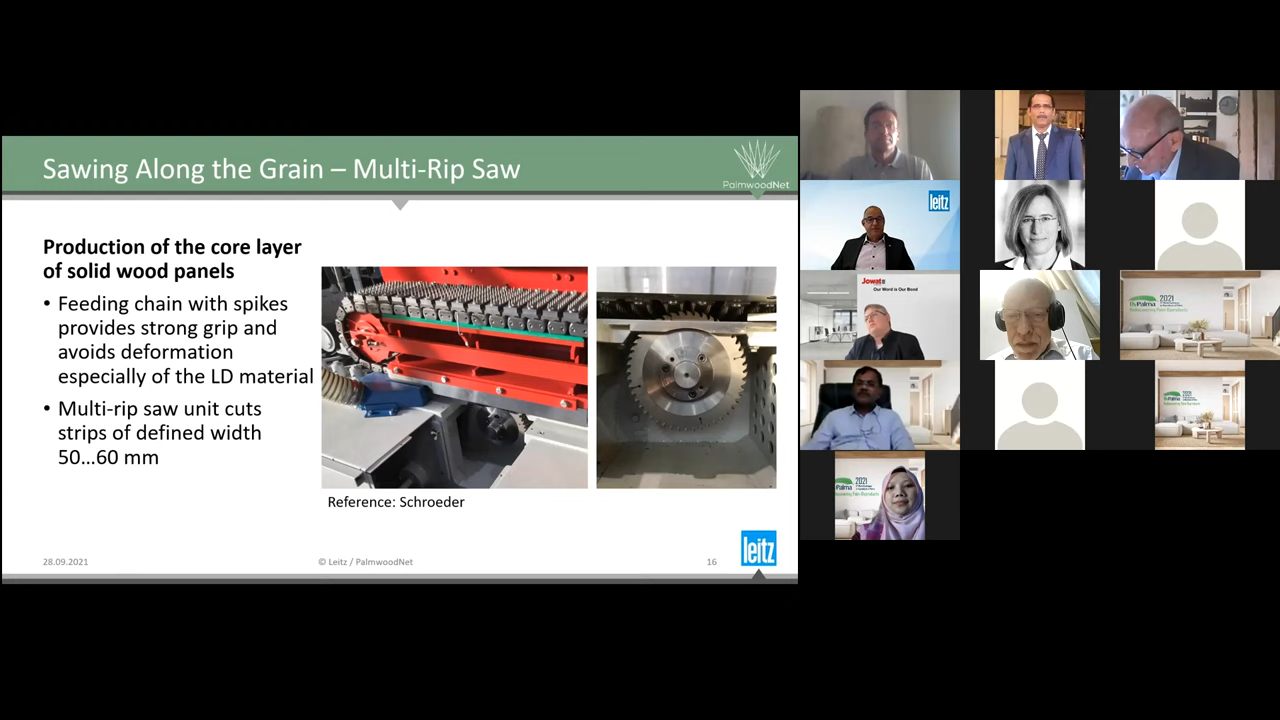 Sawing Along the Grain – Multi-Rip Saw
PalmwoodNet
Production of the core layer
of solid wood panels
• Feeding chain with spikes
provides strong grip and
avoids deformation
especially of the LD material
• Multi-rip saw unit cuts
strips of defined width
50...60 mm
Reference: Schroeder
28.09.2021
© Leitz / PalmwoodNet
16
leitz
leitz
Jowat
Our Word is Our Bond
2021
2021